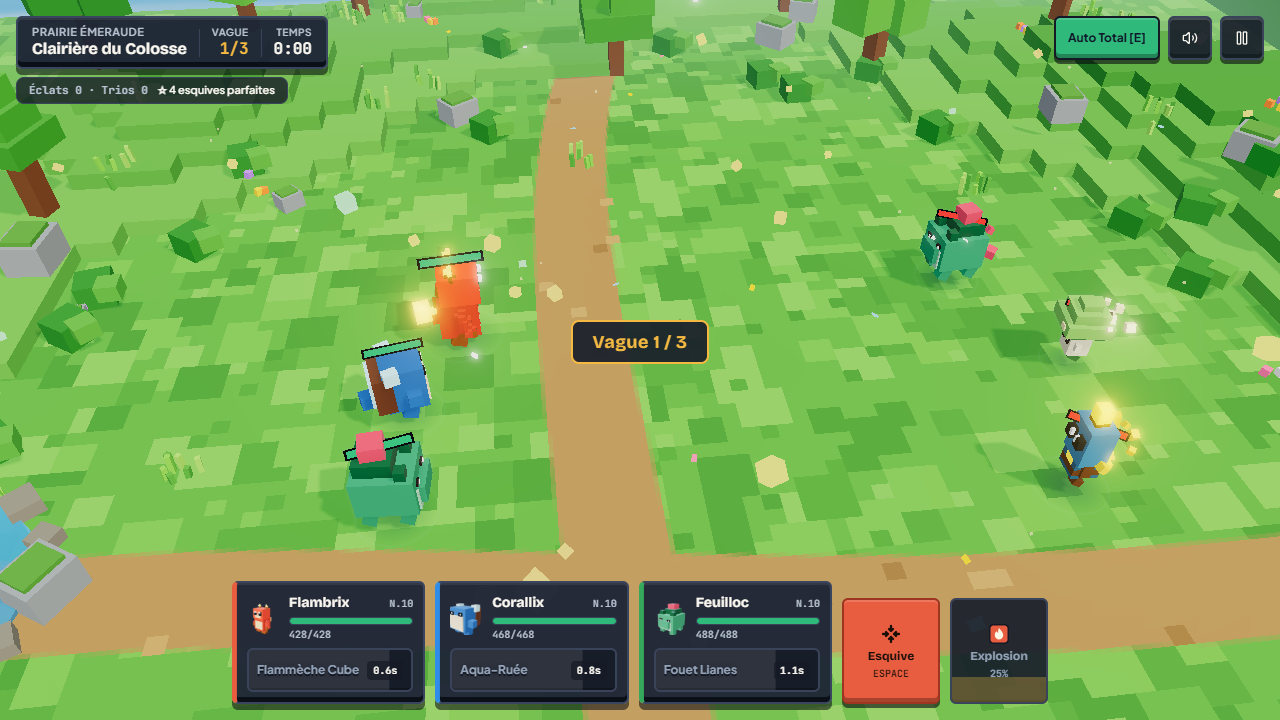 PRAIRIE ÉMERAUDE
Clairière du Colosse
VAGUE
1/3
TEMPS
0:00
Éclats 0 · Trios 0 ★ 4 esquives parfaites
Auto Total [E]
Vague 1 / 3
Flambrix N.10
428/428
Flammèche Cube 0.6s
Corallix N.10
468/468
Aqua-Ruée 0.8s
Feuilloc N.10
488/488
Fouet Lianes 1.1s
Esquive
ESPACE
Explosion
25%